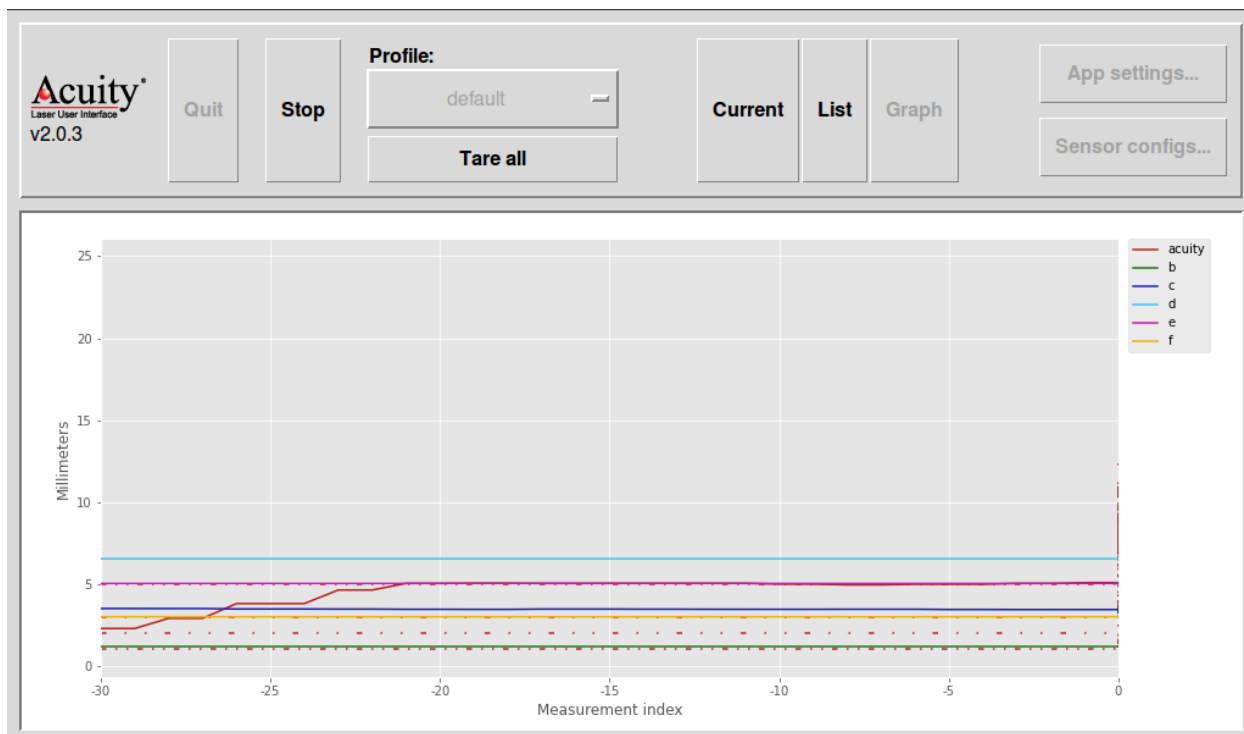 Acuity®
Laser User Interface
v2.0.3
Quit
Stop
Profile:
default
Tare all
Current
List
Graph
App settings...
Sensor configs...
25
20
15
10
5
0
Millimeters
-30
-25
-20
-15
-10
-5
0
Measurement index
acuity
b
c
d
e
f